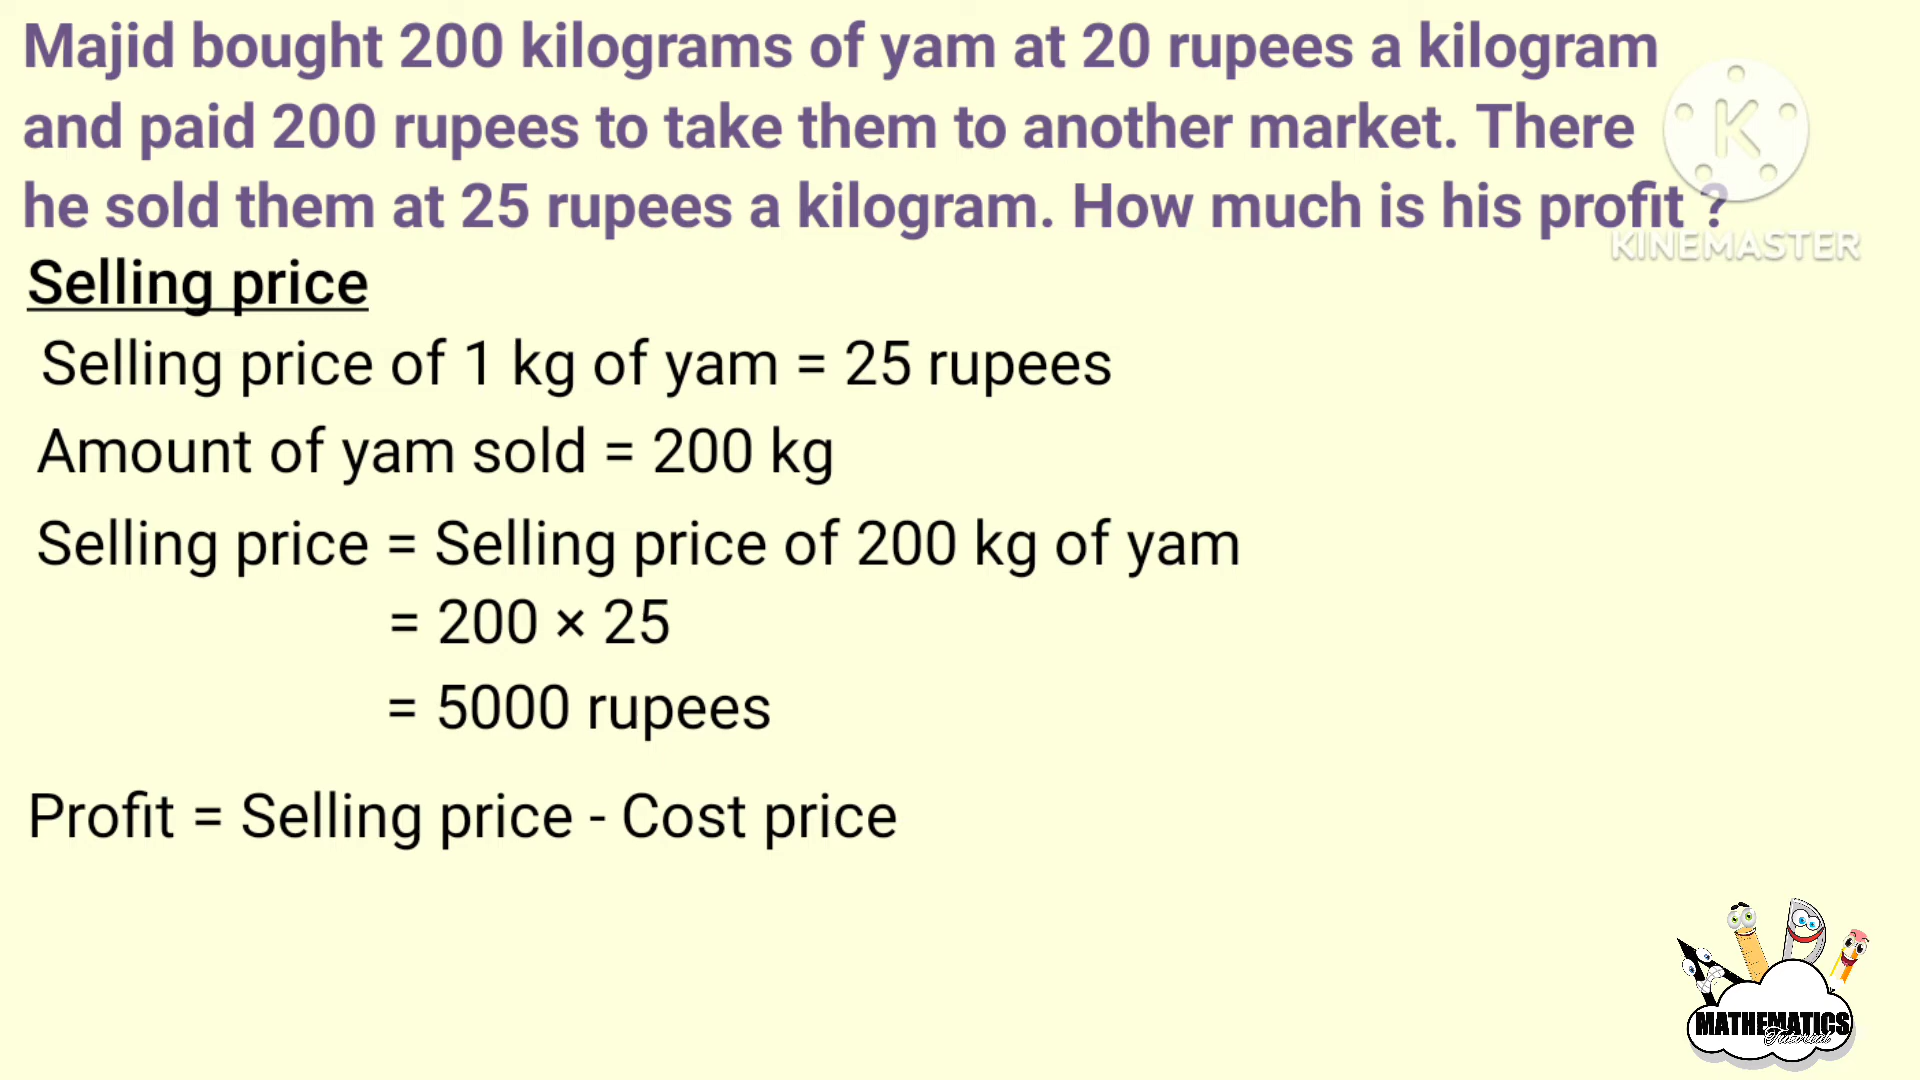 Majid bought 200 kilograms of yam at 20 rupees a kilogram
and paid 200 rupees to take them to another market. There
he sold them at 25 rupees a kilogram. How much is his profit ?
K
KINEMASTER
Selling price
Selling price of 1 kg of yam = 25 rupees
Amount of yam sold = 200 kg
Selling price = Selling price of 200 kg of yam
= 200 × 25
= 5000 rupees
Profit = Selling price - Cost price
MATHEMATICS
Tutorial